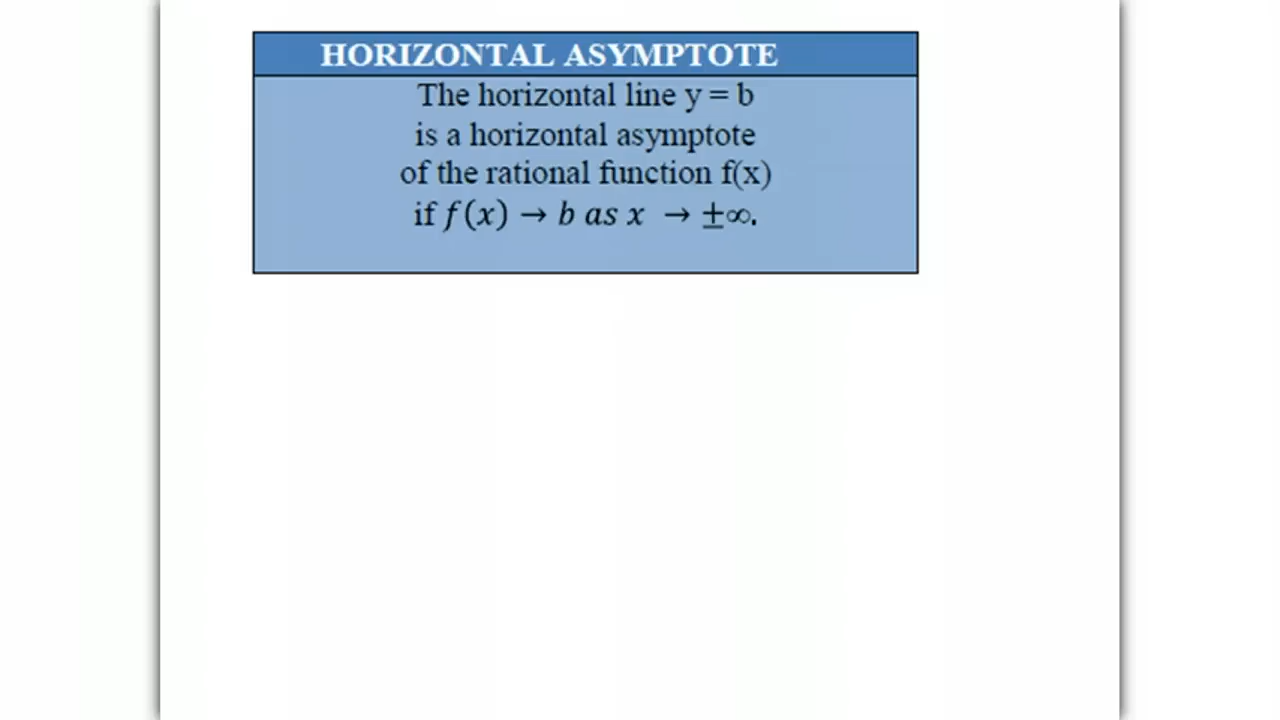 HORIZONTAL ASYMPTOTE
The horizontal line y = b
is a horizontal asymptote
of the rational function f(x)
if f(x) → b as x → ±∞.